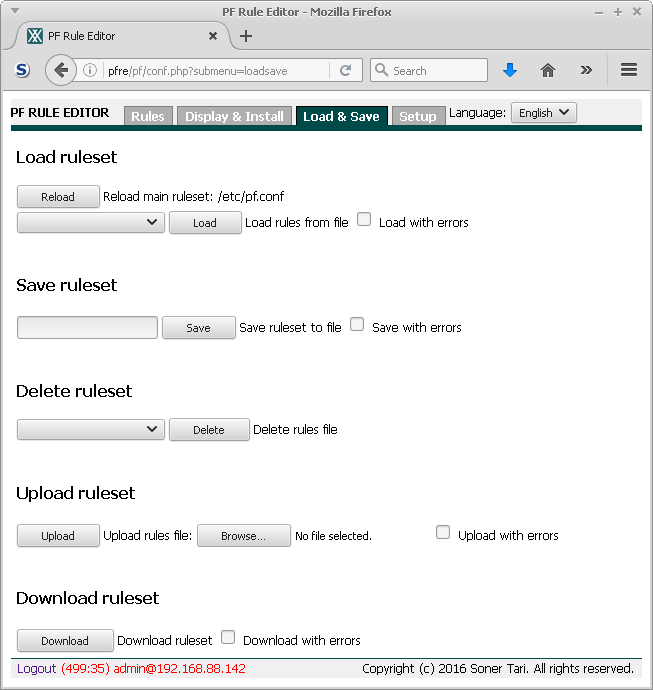 PF Rule Editor - Mozilla Firefox
PF Rule Editor
S pfre/pf/conf.php?submenu=loadsave Search
PF RULE EDITOR Rules Display & Install Load & Save Setup Language: English
Load ruleset
Reload Reload main ruleset: /etc/pf.conf
Load Load rules from file Load with errors
Save ruleset
Save Save ruleset to file Save with errors
Delete ruleset
Delete Delete rules file
Upload ruleset
Upload Upload rules file: Browse... No file selected. Upload with errors
Download ruleset
Download Download ruleset Download with errors
Logout (499:35) admin@192.168.88.142 Copyright (c) 2016 Soner Tari. All rights reserved.